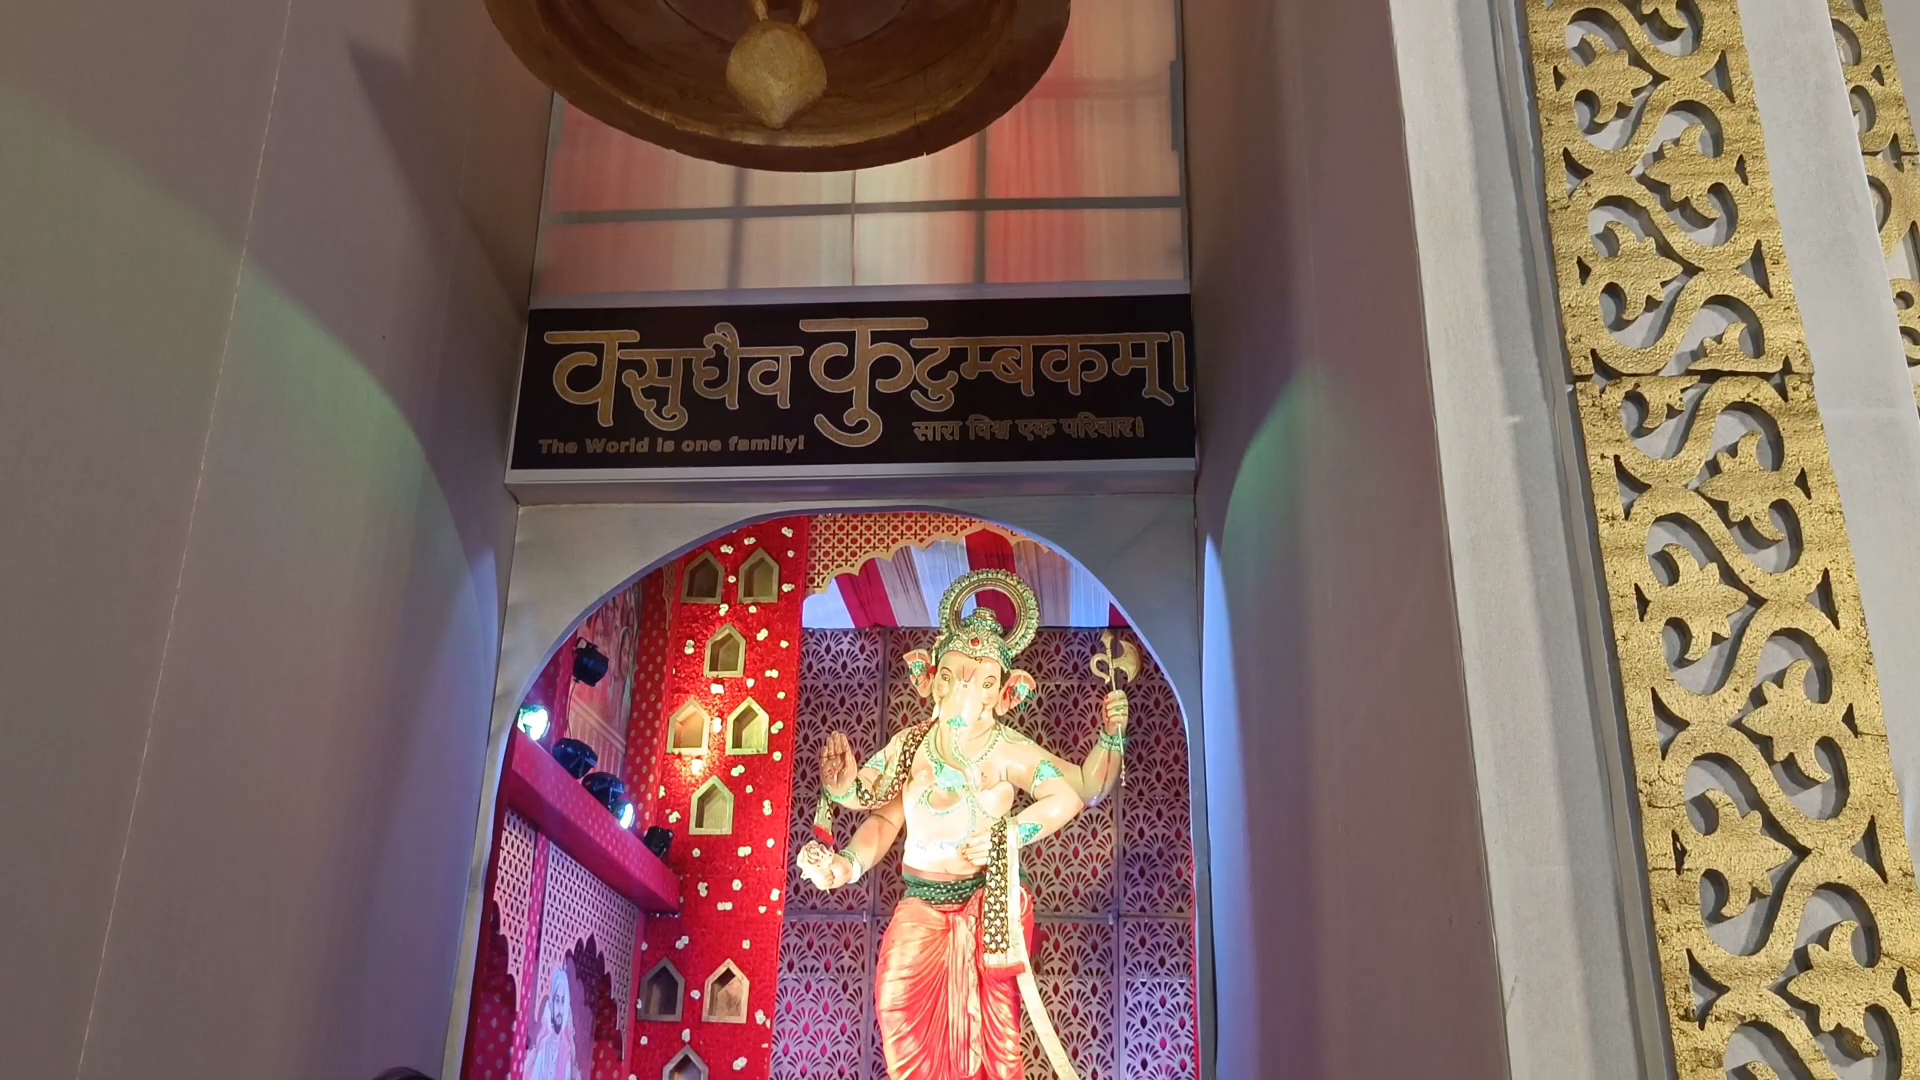 वसुधैव कुटुम्बकम्।
The World is one family!
सारा विश्व एक परिवार।